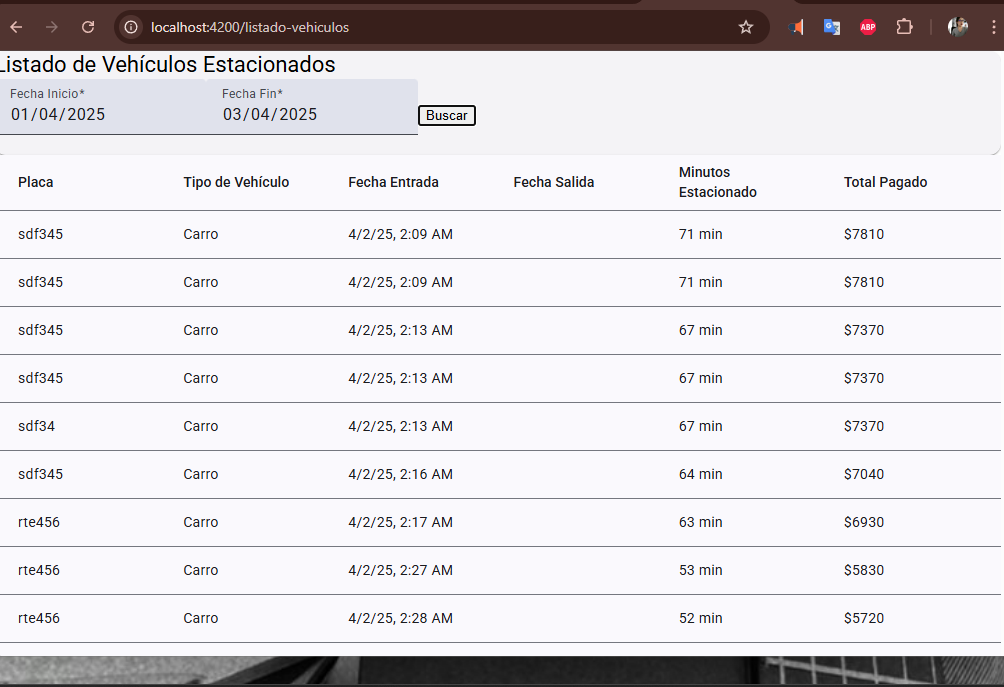 localhost:4200/listado-vehiculos
ABP
Listado de Vehículos Estacionados
Fecha Inicio* Fecha Fin*
01/04/2025 03/04/2025 Buscar
Placa Tipo de Vehículo Fecha Entrada Fecha Salida Minutos Estacionado Total Pagado
sdf345 Carro 4/2/25, 2:09 AM 71 min $7810
sdf345 Carro 4/2/25, 2:09 AM 71 min $7810
sdf345 Carro 4/2/25, 2:13 AM 67 min $7370
sdf345 Carro 4/2/25, 2:13 AM 67 min $7370
sdf34 Carro 4/2/25, 2:13 AM 67 min $7370
sdf345 Carro 4/2/25, 2:16 AM 64 min $7040
rte456 Carro 4/2/25, 2:17 AM 63 min $6930
rte456 Carro 4/2/25, 2:27 AM 53 min $5830
rte456 Carro 4/2/25, 2:28 AM 52 min $5720